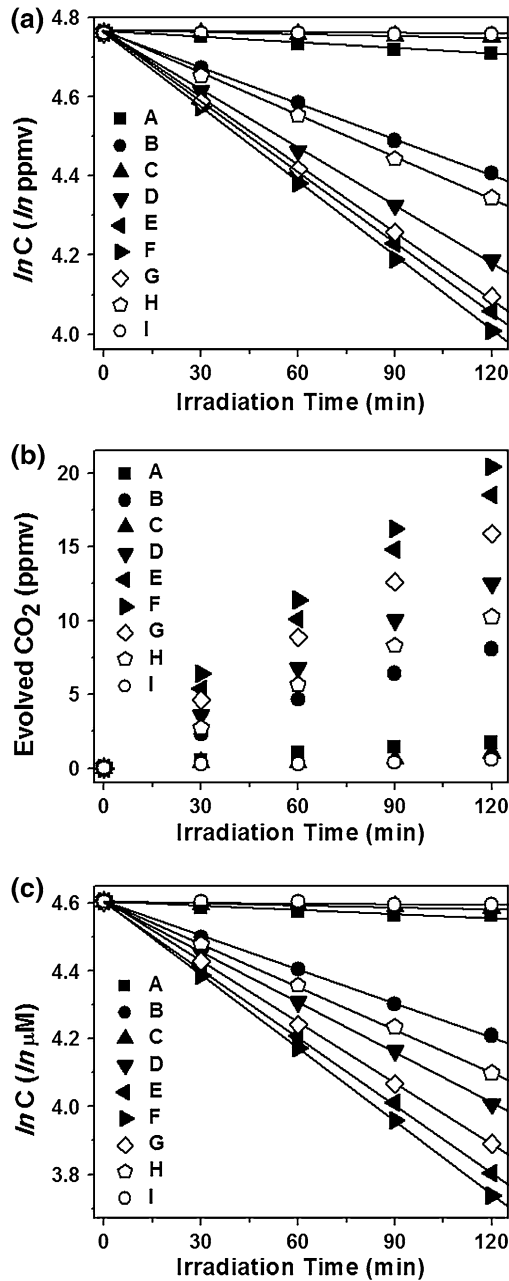 (a)
4.8
4.6
4.4
4.2
4.0
lnC (ln ppmv)
A
B
C
D
E
F
G
H
I
0 30 60 90 120
Irradiation Time (min)
(b)
20
15
10
5
0
Evolved CO2 (ppmv)
A
B
C
D
E
F
G
H
I
0 30 60 90 120
Irradiation Time (min)
(c)
4.6
4.4
4.2
4.0
3.8
lnC (ln μM)
A
B
C
D
E
F
G
H
I
0 30 60 90 120
Irradiation Time (min)